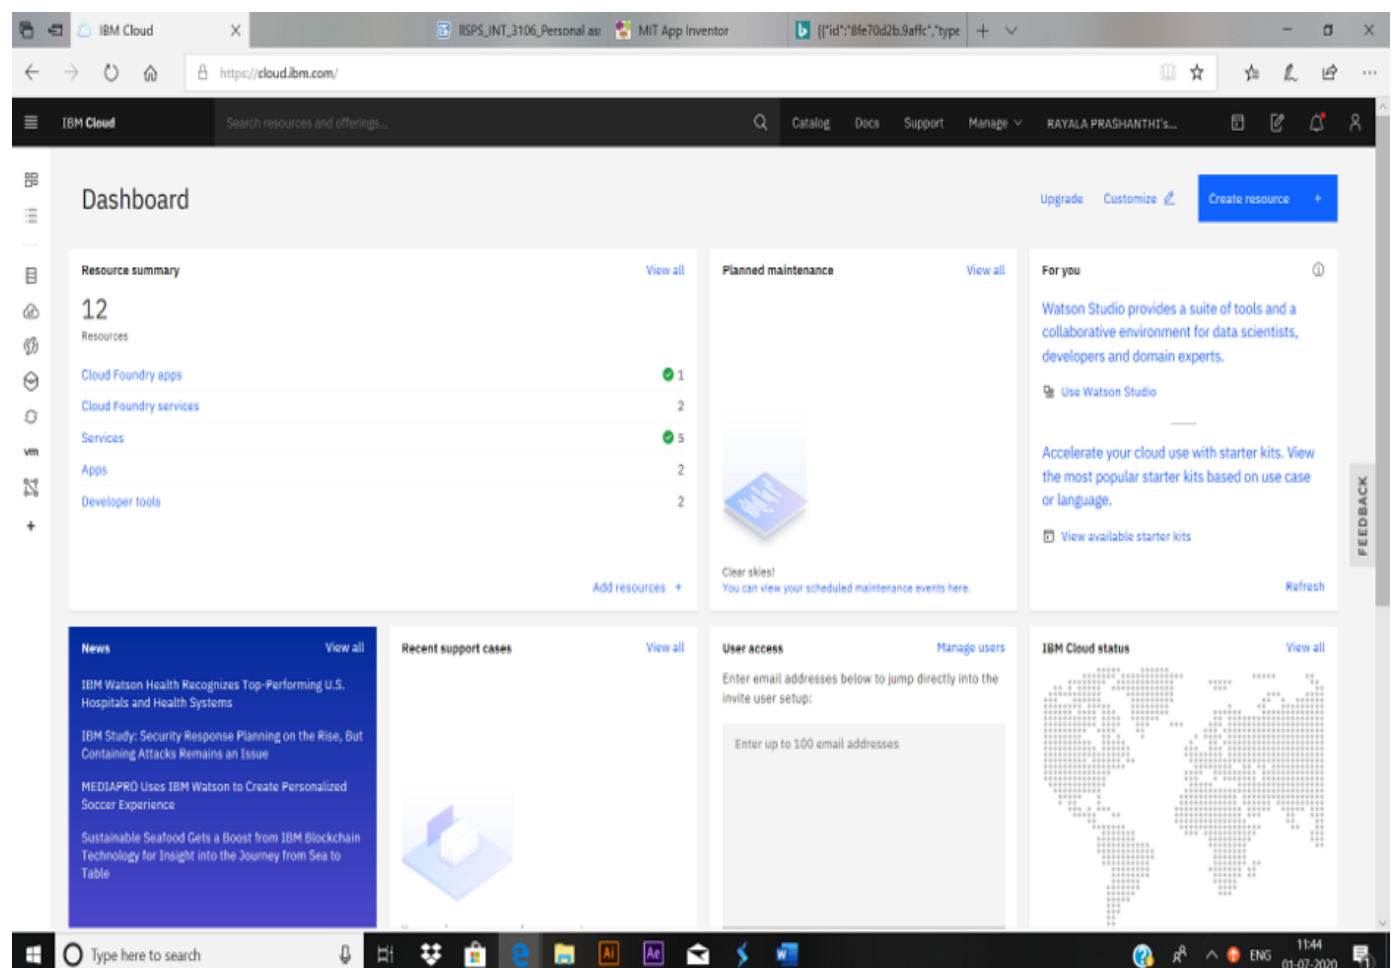 IBM Cloud
IISPS_INT_3106_Personal as:
MIT App Inventor
[{"id":"8fe70d2b.9affc","type
https://cloud.ibm.com/
IBM Cloud
Search resources and offerings...
Catalog
Docs
Support
Manage
RAYALA PRASHANTHI's...
Dashboard
Upgrade
Customize
Create resource +
Resource summary
View all
12
Resources
Cloud Foundry apps
1
Cloud Foundry services
2
Services
5
Apps
2
Developer tools
2
Add resources +
Planned maintenance
View all
Clear skies!
You can view your scheduled maintenance events here.
For you
Watson Studio provides a suite of tools and a
collaborative environment for data scientists,
developers and domain experts.
Use Watson Studio
Accelerate your cloud use with starter kits. View
the most popular starter kits based on use case
or language.
View available starter kits
Refresh
FEEDBACK
vm
News
View all
IBM Watson Health Recognizes Top-Performing U.S.
Hospitals and Health Systems
IBM Study: Security Response Planning on the Rise, But
Containing Attacks Remains an Issue
MEDIAPRO Uses IBM Watson to Create Personalized
Soccer Experience
Sustainable Seafood Gets a Boost from IBM Blockchain
Technology for Insight into the Journey from Sea to
Table
Recent support cases
View all
User access
Manage users
Enter email addresses below to jump directly into the
invite user setup:
Enter up to 100 email addresses
IBM Cloud status
View all
Type here to search
Ai
Ae
ENG
11:44
01-07-2020